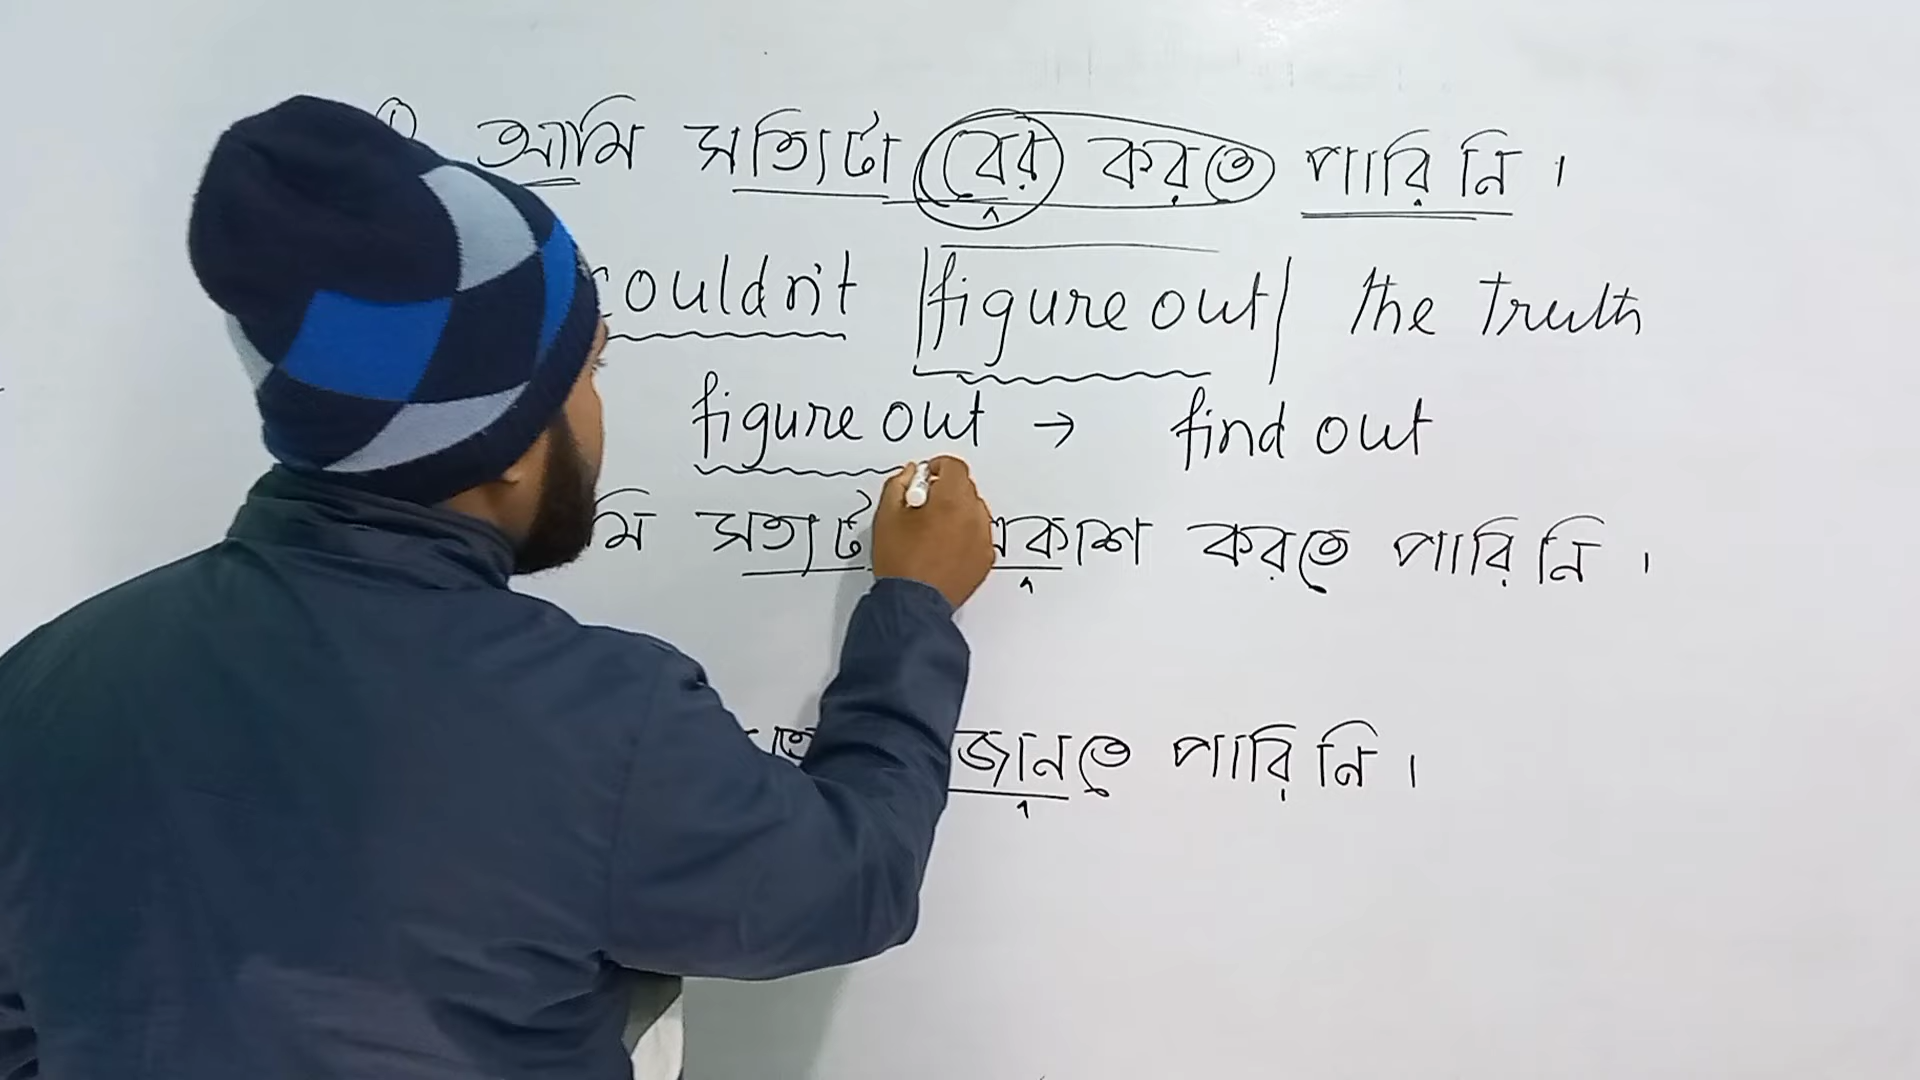 আমি সত্যিটা বের করতে পারি নি ।
couldn't figure out the truth
figure out → find out
সত্যটা প্রকাশ করতে পারি নি ।
জানতে পারি নি ।